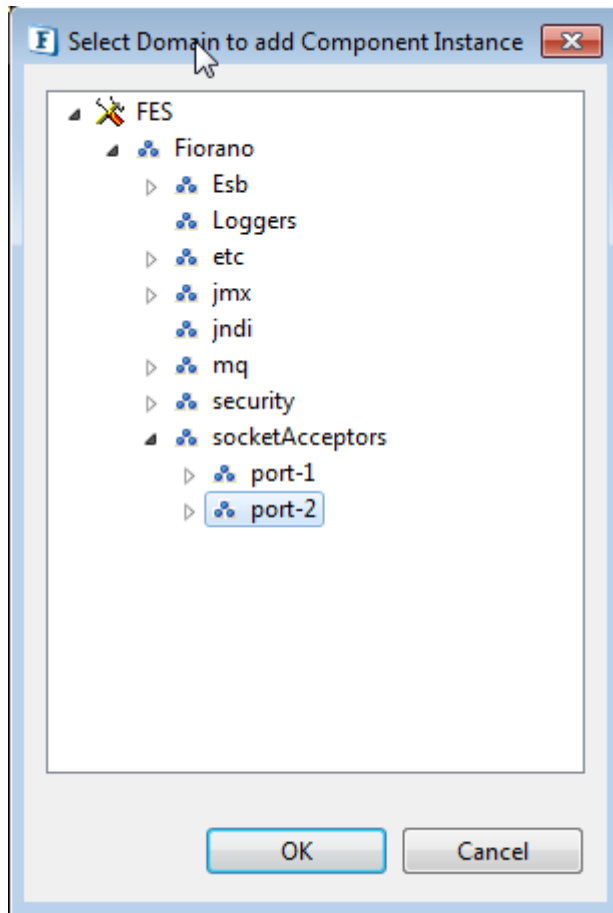 Select Domain to add Component Instance
FES
Fiorano
Esb
Loggers
etc
jmx
jndi
mq
security
socketAcceptors
port-1
port-2
OK
Cancel